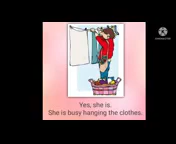 Yes, she is.
She is busy hanging the clothes.